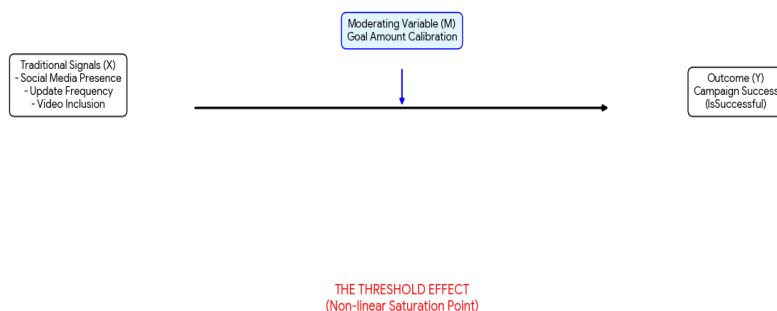 Moderating Variable (M)
Goal Amount Calibration
Traditional Signals (X)
- Social Media Presence
- Update Frequency
- Video Inclusion
Outcome (Y)
Campaign Success
(IsSuccessful)
THE THRESHOLD EFFECT
(Non-linear Saturation Point)